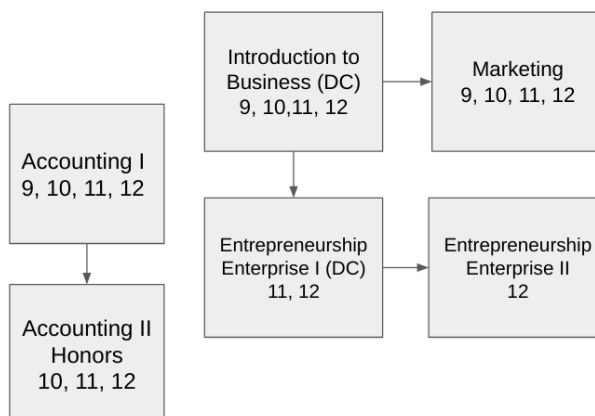 Introduction to
Business (DC)
9, 10,11, 12
Marketing
9, 10, 11, 12
Accounting I
9, 10, 11, 12
Entrepreneurship
Enterprise I (DC)
11, 12
Entrepreneurship
Enterprise II
12
Accounting II
Honors
10, 11, 12